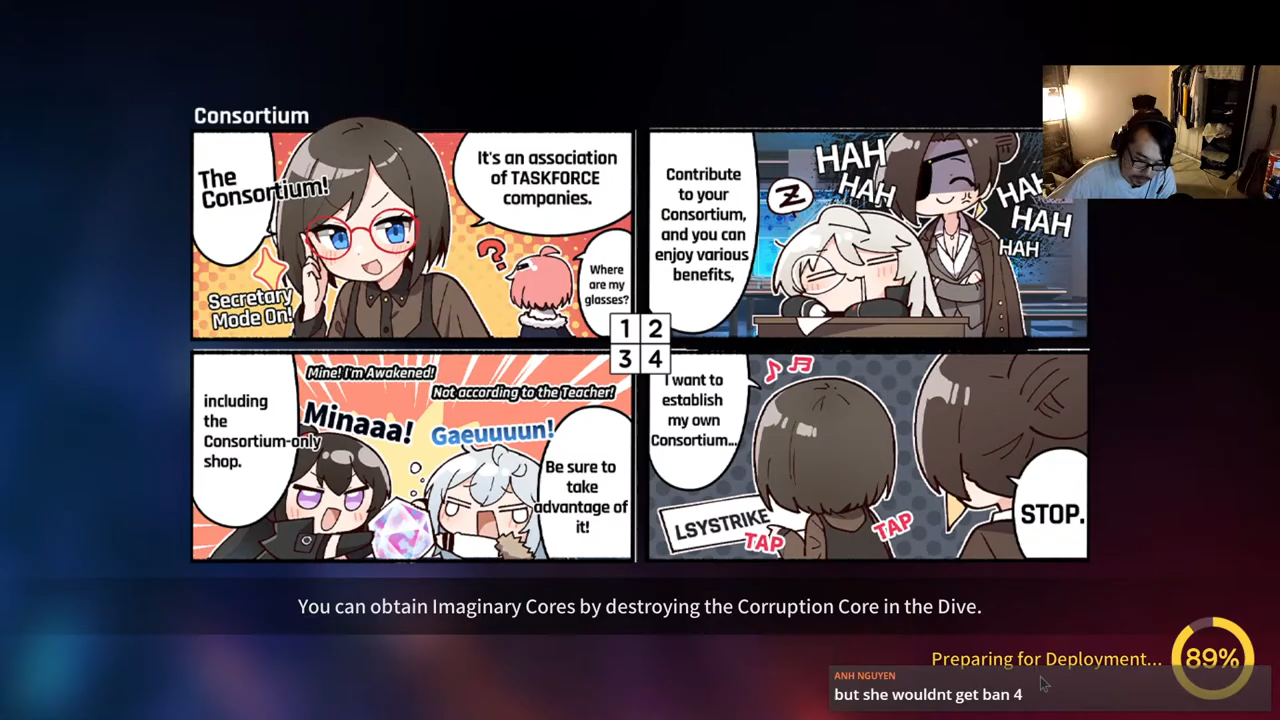 Consortium
The
Consortium!
It's an association
of TASKFORCE
companies.
Where
are my
glasses?
?
Secretary
Mode On!
Contribute
to your
Consortium,
and you can
enjoy various
benefits,
Z
HAH
HAH
HAH
HAH
HAH
1 2
3 4
Mine! I'm Awakened!
Not according to the Teacher!
Minaaa!
Gaeuuuun!
including
the
Consortium-only
shop.
Be sure to
take
advantage of
it!
I want to
establish
my own
Consortium...
LSYSTRIKE
TAP
TAP
STOP.
You can obtain Imaginary Cores by destroying the Corruption Core in the Dive.
Preparing for Deployment...
89%
ANH NGUYEN
but she wouldnt get ban 4